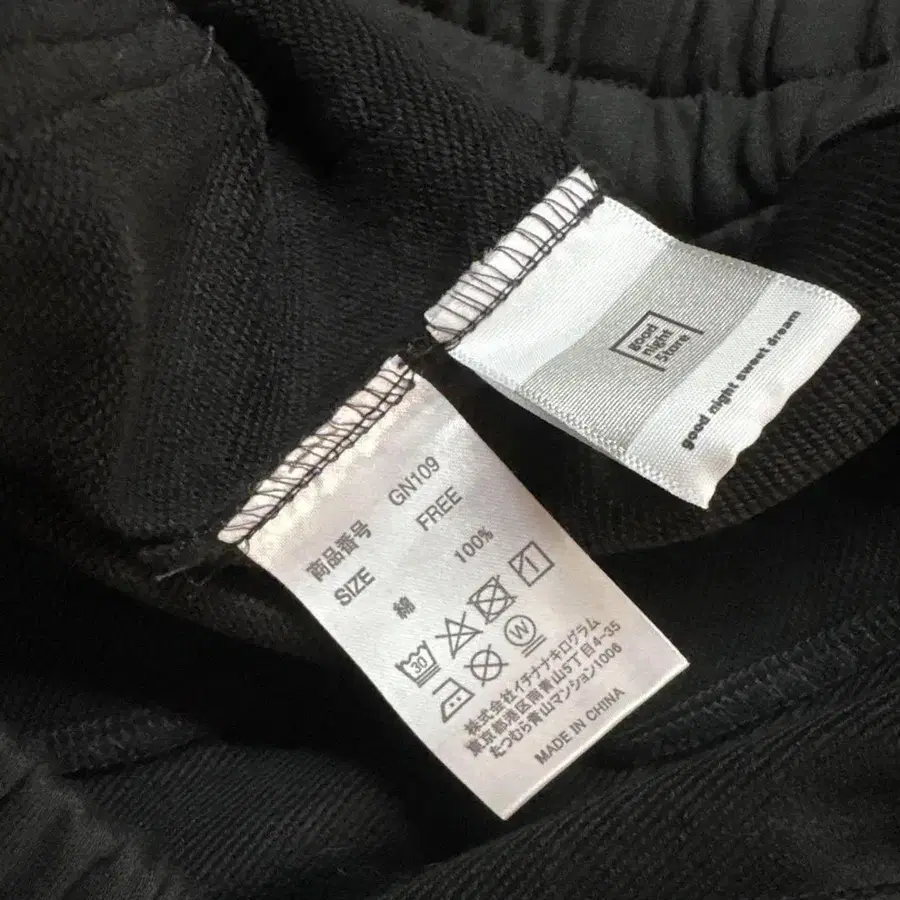 good
night
Store
good night sweet dream
商品番号 GN109
SIZE FREE
綿 100%
30
W
株式会社イチナナキログラム
東京都港区南青山5丁目4-35
たつむら青山マンション1006
MADE IN CHINA